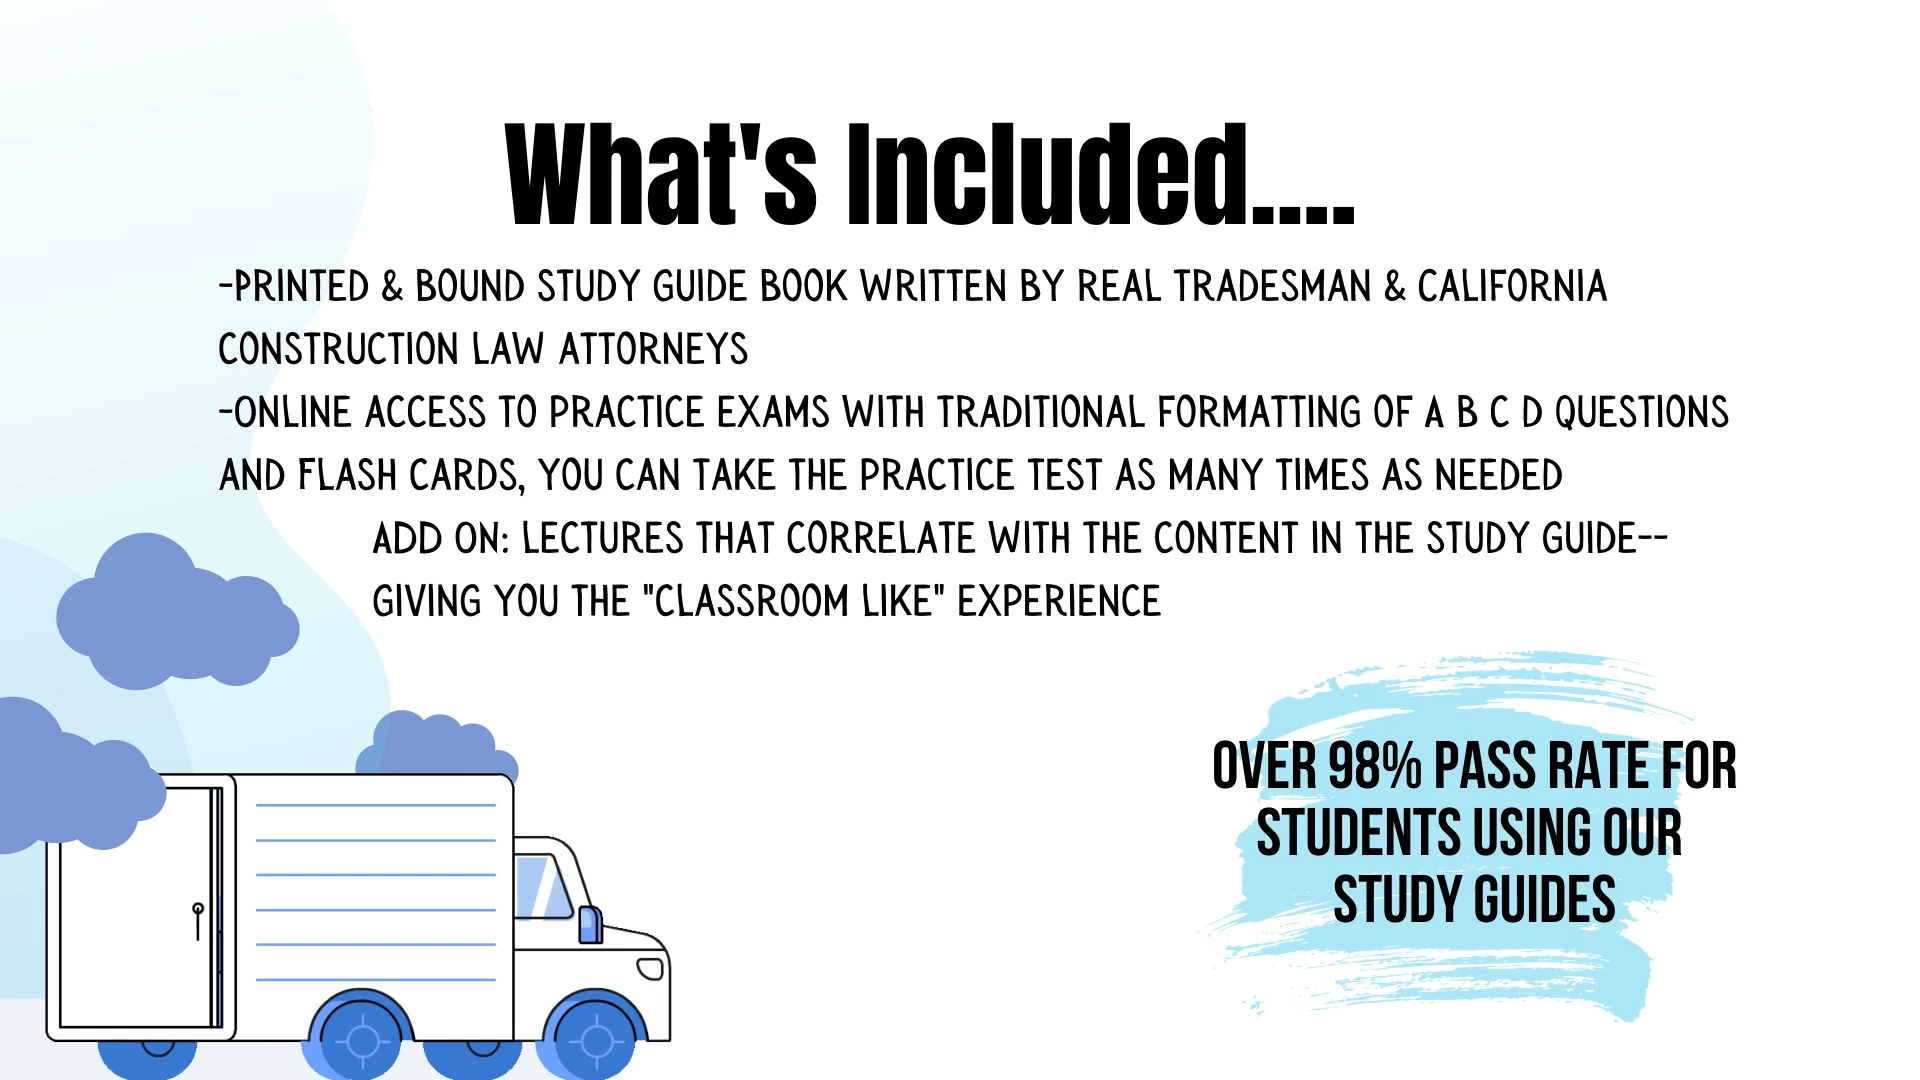 What's Included....
-PRINTED & BOUND STUDY GUIDE BOOK WRITTEN BY REAL TRADESMAN & CALIFORNIA
CONSTRUCTION LAW ATTORNEYS
-ONLINE ACCESS TO PRACTICE EXAMS WITH TRADITIONAL FORMATTING OF A B C D QUESTIONS
AND FLASH CARDS, YOU CAN TAKE THE PRACTICE TEST AS MANY TIMES AS NEEDED
ADD ON: LECTURES THAT CORRELATE WITH THE CONTENT IN THE STUDY GUIDE--
GIVING YOU THE "CLASSROOM LIKE" EXPERIENCE
OVER 98% PASS RATE FOR
STUDENTS USING OUR
STUDY GUIDES